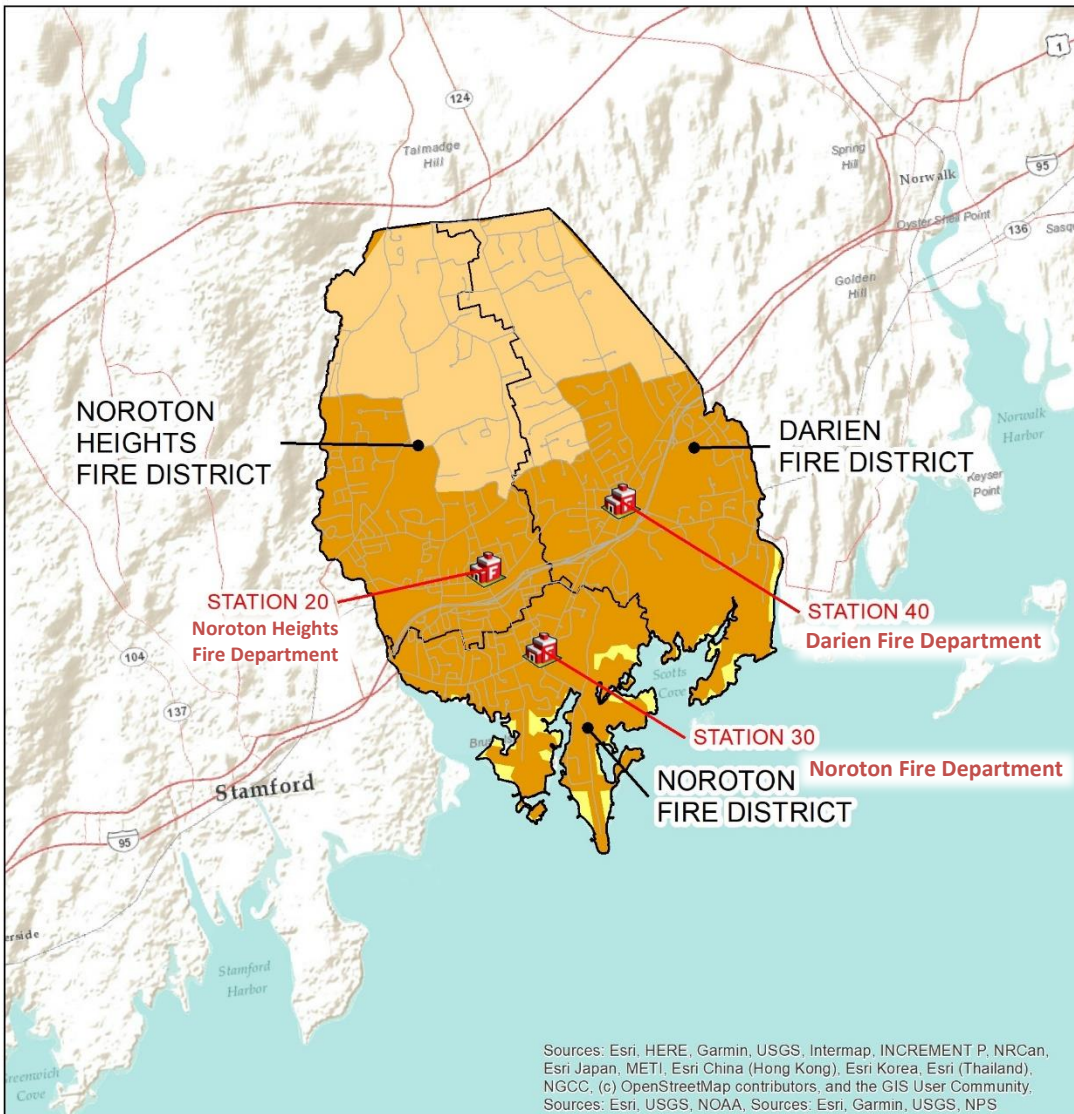 1
124
Talmadge
Hill
Spring
Hill
95
Norwalk
Oyster Shell Point
136
Golden
Hill
NOROTON
HEIGHTS
FIRE DISTRICT
DARIEN
FIRE DISTRICT
Norwalk
Harbor
Keyser
Point
STATION 20
Noroton Heights
Fire Department
STATION 40
Darien Fire Department
104
Scotts
Cove
137
STATION 30
Noroton Fire Department
NOROTON
FIRE DISTRICT
Stamford
95
Stamford
Harbor
Greenwich
Cove
Sources: Esri, HERE, Garmin, USGS, Intermap, INCREMENT P, NRCan,
Esri Japan, METI, Esri China (Hong Kong), Esri Korea, Esri (Thailand),
NGCC, (c) OpenStreetMap contributors, and the GIS User Community,
Sources: Esri, USGS, NOAA, Sources: Esri, Garmin, USGS, NPS